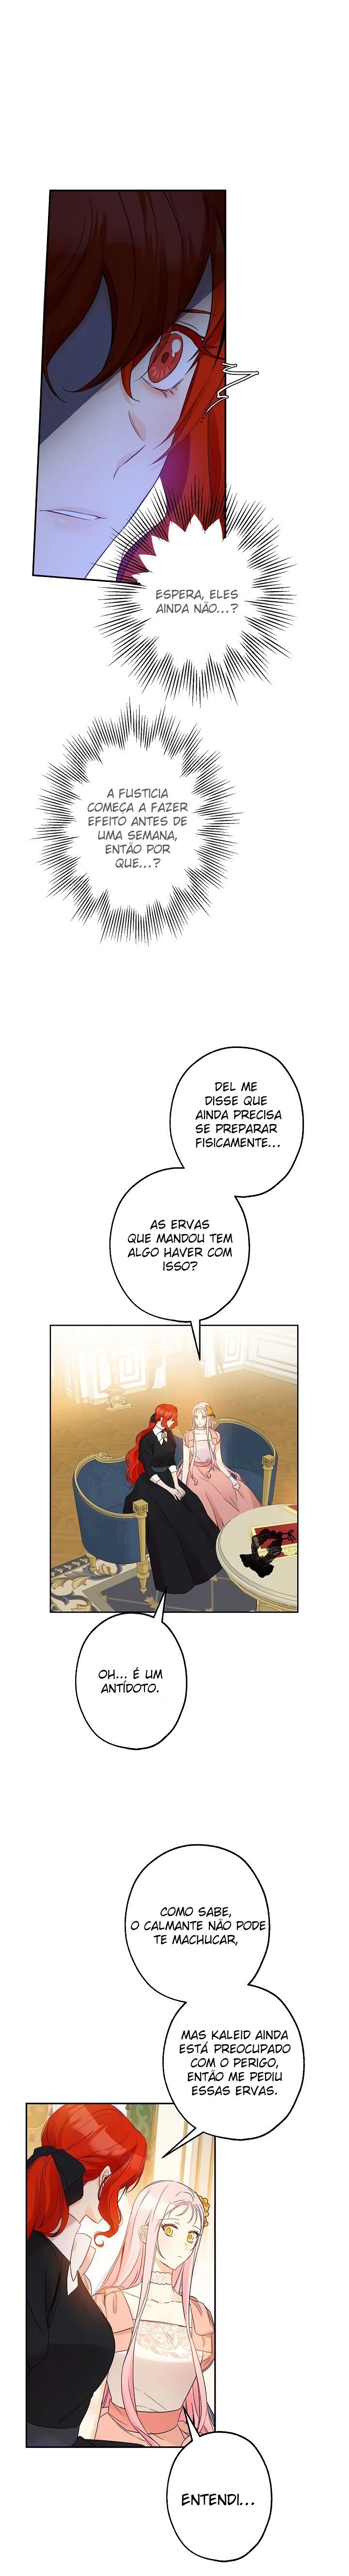 ESPERA, ELES
AINDA NÃO...?
A FUSTICIA
COMEÇA A FAZER
EFEITO ANTES DE
UMA SEMANA,
ENTÃO POR
QUE...?
DEL ME
DISSE QUE
AINDA PRECISA
SE PREPARAR
FISICAMENTE...
AS ERVAS
QUE MANDOU TEM
ALGO HAVER COM
ISSO?
OH... É UM
ANTÍDOTO.
COMO SABE,
O CALMANTE NÃO PODE
TE MACHUCAR,
MAS KALEID AINDA
ESTÁ PREOCUPADO
COM O PERIGO,
ENTÃO ME PEDIU
ESSAS ERVAS.
ENTENDI...